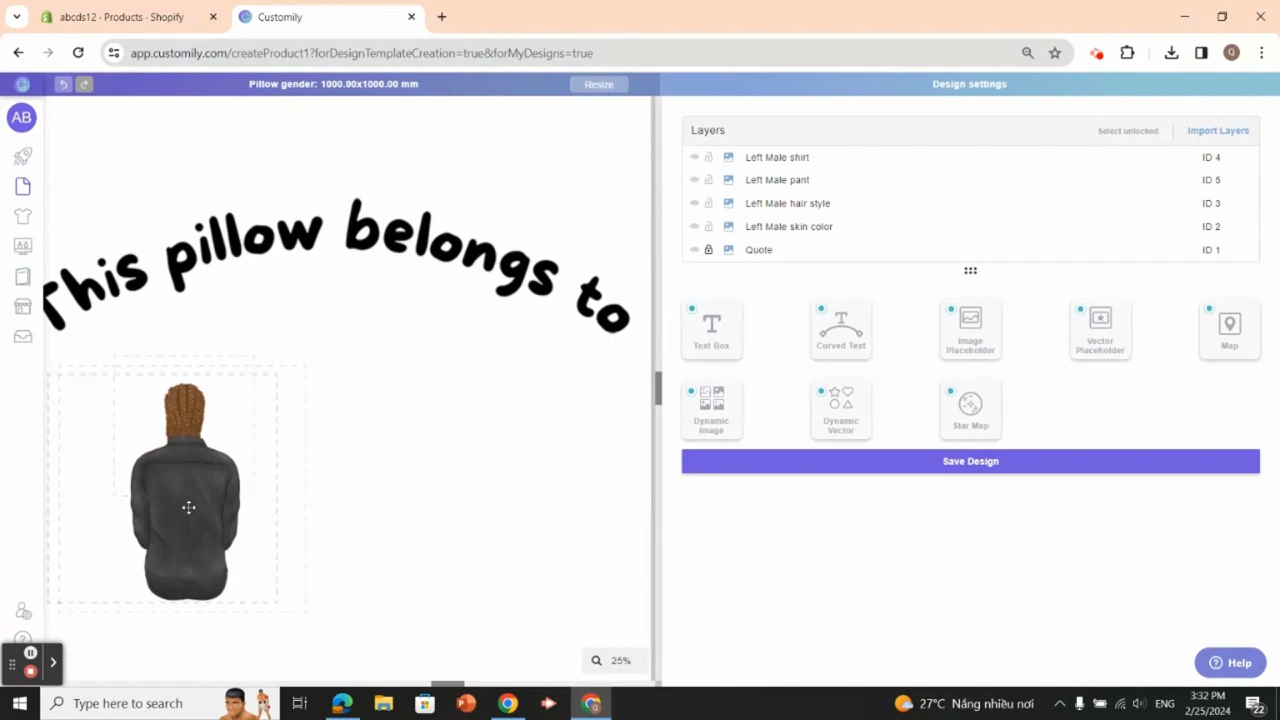 abcds12 · Products · Shopify
Customily
app.customily.com/createProduct1?forDesignTemplateCreation=true&forMyDesigns=true
Q
Pillow gender: 1000.00x1000.00 mm
Resize
Design settings
AB
Layers
Select unlocked
Import Layers
Left Male shirt
ID 4
Left Male pant
ID 5
Left Male hair style
ID 3
Left Male skin color
ID 2
Quote
ID 1
This pillow belongs to
Text Box
Curved Text
Image
Placeholder
Vector
Placeholder
Map
Dynamic
Image
Dynamic
Vector
Star Map
Save Design
25%
Help
Type here to search
27°C Nắng nhiều nơi
ENG
3:32 PM
2/25/2024
22